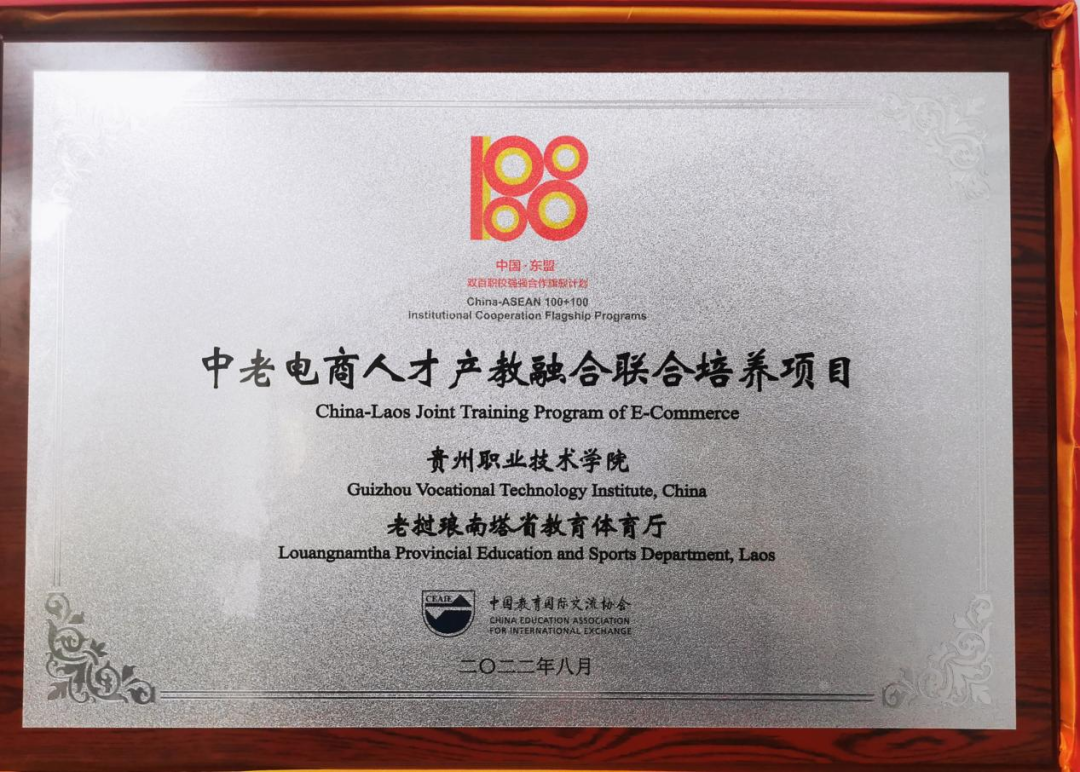 中国·东盟
双百职校强强合作旗舰计划
China-ASEAN 100+100
Institutional Cooperation Flagship Programs
中老电商人才产教融合联合培养项目
China-Laos Joint Training Program of E-Commerce
贵州职业技术学院
Guizhou Vocational Technology Institute, China
老挝琅南塔省教育体育厅
Louangnamtha Provincial Education and Sports Department, Laos
CEAIE
中国教育国际交流协会
CHINA EDUCATION ASSOCIATION
FOR INTERNATIONAL EXCHANGE
二〇二二年八月